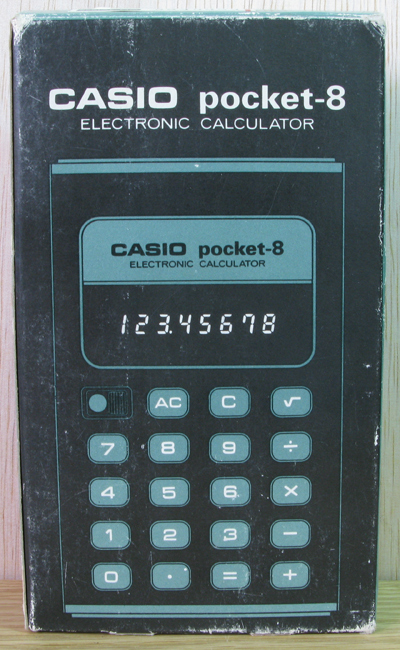 CASIO pocket-8
ELECTRONIC CALCULATOR
CASIO pocket-8
ELECTRONIC CALCULATOR
123.45678
AC C √
7 8 9 ÷
4 5 6 ×
1 2 3 −
0 . = +